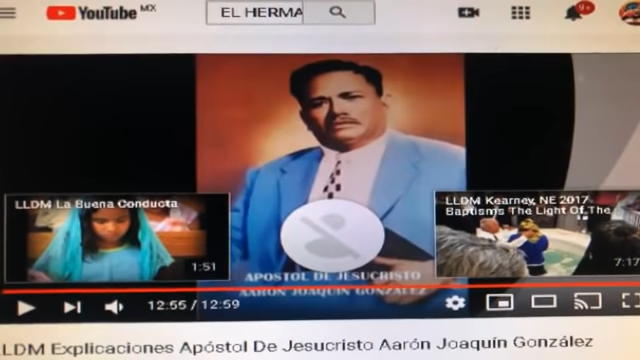 YouTube MX
EL HERMA
9+
LLDM La Buena Conducta
1:51
LLDM Kearney, NE 2017
Baptisms The Light Of The
7:17
APOSTOL DE JESUCRISTO
AARON JOAQUIN GONZALEZ
12:55 / 12:59
LLDM Explicaciones Apóstol De Jesucristo Aarón Joaquín González